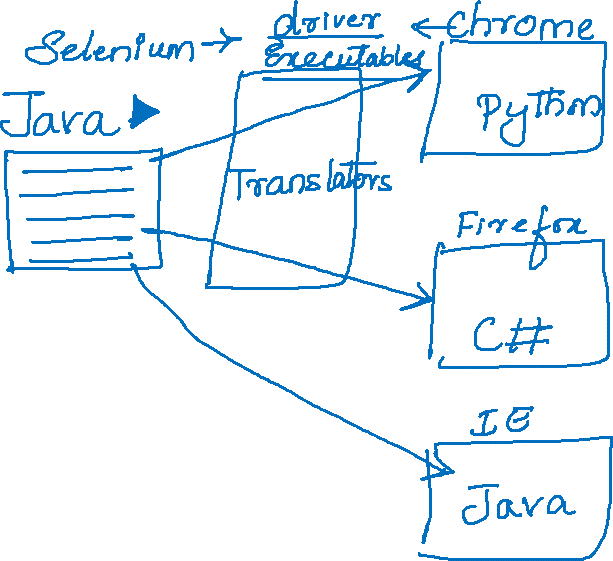 Selenium → driver ← Chrome
Executables
Java
Python
Translators
Firefox
C#
IE
Java